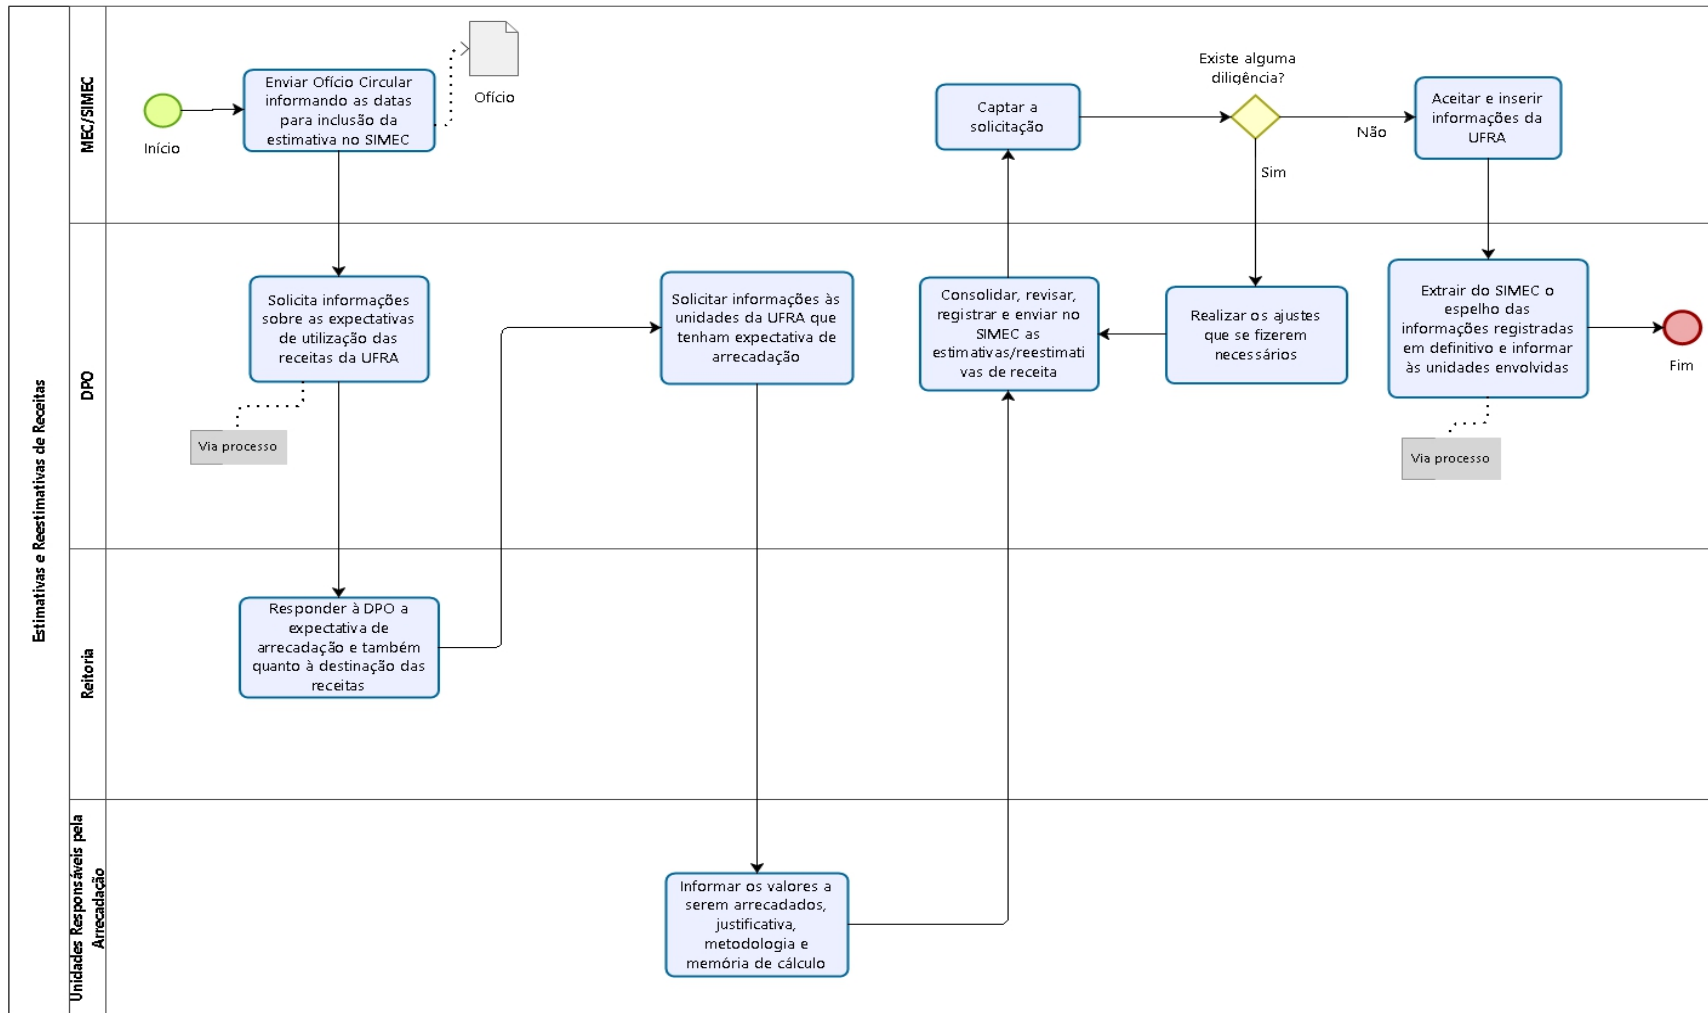 Estimativas e Reestimativas de Receitas
MEC/SIMEC
Início
Enviar Ofício Circular
informando as datas
para inclusão da
estimativa no SIMEC
Ofício
Captar a
solicitação
Existe alguma
diligência?
Não
Sim
Aceitar e inserir
informações da
UFRA
DPO
Solicita informações
sobre as expectativas
de utilização das
receitas da UFRA
Via processo
Solicitar informações às
unidades da UFRA que
tenham expectativa de
arrecadação
Consolidar, revisar,
registrar e enviar no
SIMEC as
estimativas/reestimati
vas de receita
Realizar os ajustes
que se fizerem
necessários
Extrair do SIMEC o
espelho das
informações registradas
em definitivo e informar
às unidades envolvidas
Via processo
Fim
Reitoria
Responder à DPO a
expectativa de
arrecadação e também
quanto à destinação das
receitas
Unidades Responsáveis pela
Arrecadação
Informar os valores a
serem arrecadados,
justificativa,
metodologia e
memória de cálculo